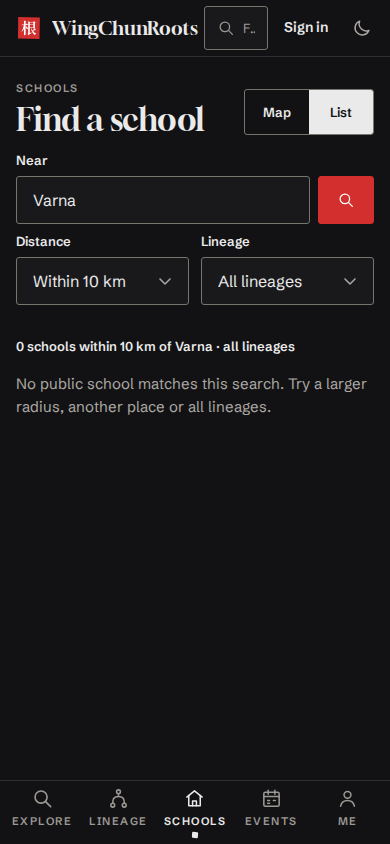 根 WingChunRoots F.. Sign in
SCHOOLS
Find a school
Map List
Near
Varna
Distance Lineage
Within 10 km All lineages
0 schools within 10 km of Varna · all lineages
No public school matches this search. Try a larger
radius, another place or all lineages.
EXPLORE LINEAGE SCHOOLS EVENTS ME